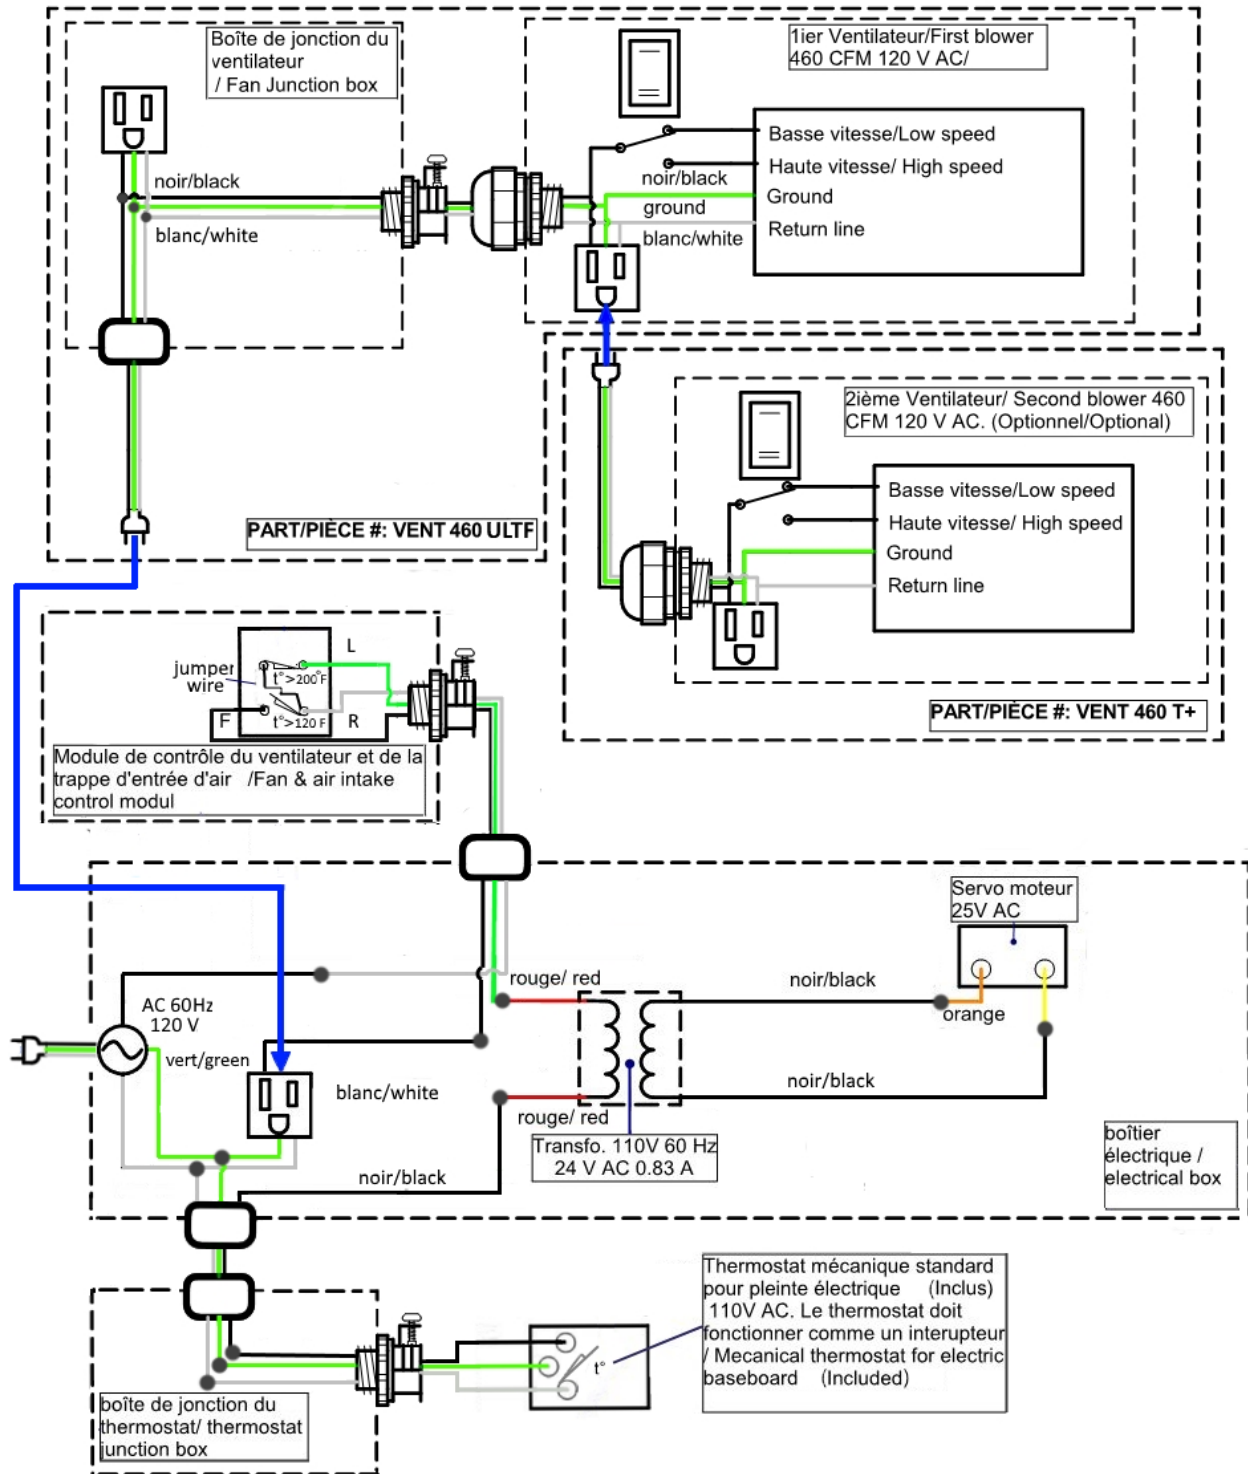 Boîte de jonction du
ventilateur
/ Fan Junction box
1ier Ventilateur/First blower
460 CFM 120 V AC/
Basse vitesse/Low speed
Haute vitesse/ High speed
Ground
Return line
noir/black
blanc/white
noir/black
ground
blanc/white
2ième Ventilateur/ Second blower 460
CFM 120 V AC. (Optionnel/Optional)
Basse vitesse/Low speed
Haute vitesse/ High speed
Ground
Return line
PART/PIÈCE #: VENT 460 ULTF
PART/PIÈCE #: VENT 460 T+
L
jumper
wire
t°>200°F
F
t°>120 F
R
Module de contrôle du ventilateur et de la
trappe d'entrée d'air /Fan & air intake
control modul
Servo moteur
25V AC
AC 60Hz
120 V
vert/green
blanc/white
rouge/ red
noir/black
orange
noir/black
rouge/ red
Transfo. 110V 60 Hz
24 V AC 0.83 A
noir/black
boîtier
électrique /
electrical box
Thermostat mécanique standard
pour pleinte électrique (Inclus)
110V AC. Le thermostat doit
fonctionner comme un interupteur
/ Mecanical thermostat for electric
baseboard (Included)
t°
boîte de jonction du
thermostat/ thermostat
junction box